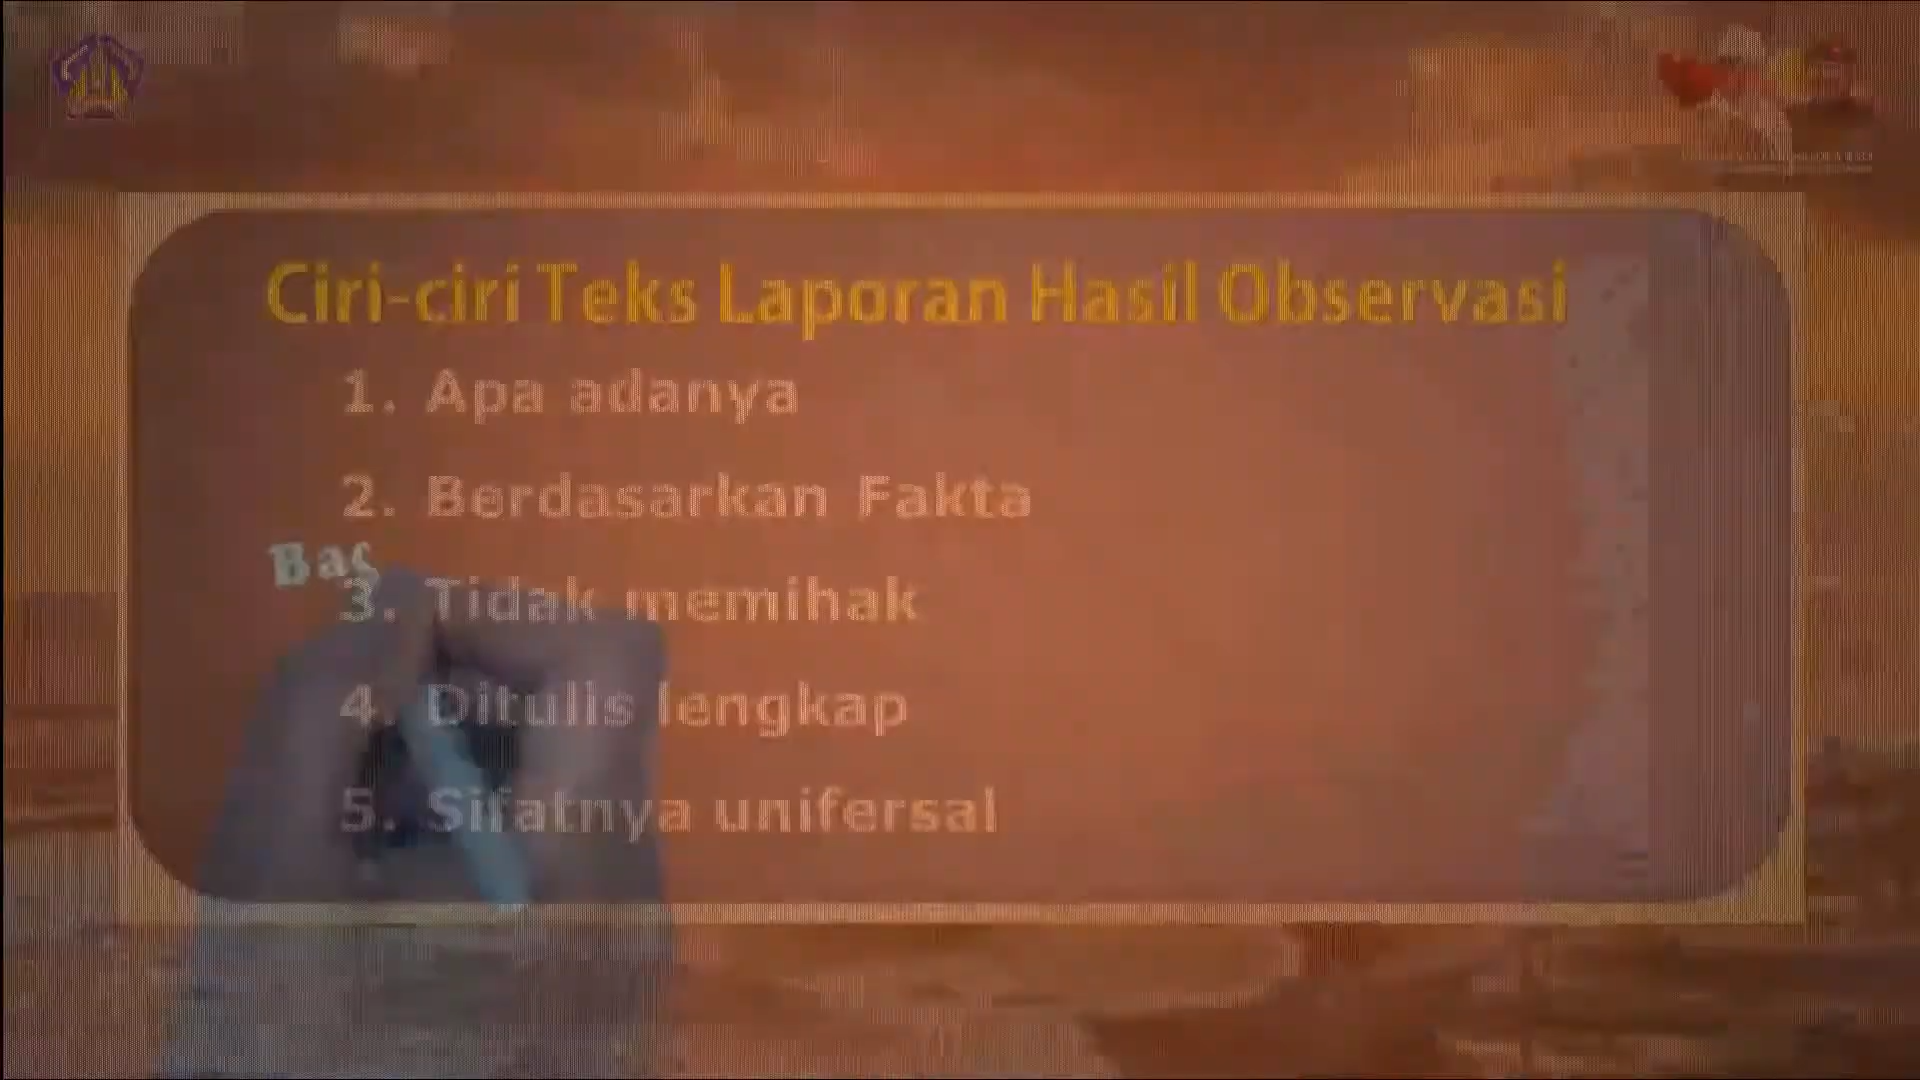 Ciri-ciri Teks Laporan Hasil Observasi
1. Apa adanya
2. Berdasarkan Fakta
Bac
3. Tidak memihak
4. Ditulis lengkap
5. Sifatnya unifersal